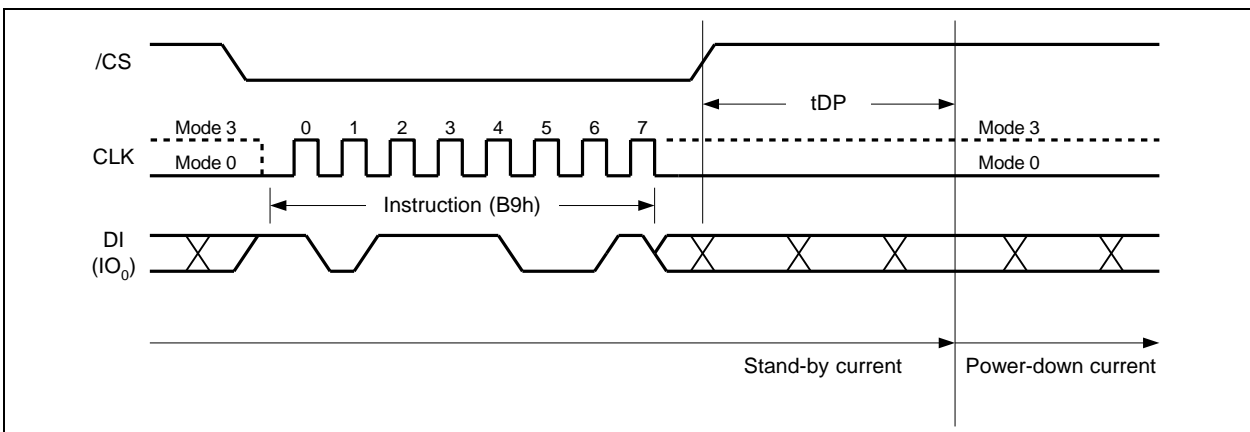 /CS
tDP
Mode 3 0 1 2 3 4 5 6 7 Mode 3
CLK
Mode 0 Mode 0
Instruction (B9h)
DI
(IO₀)
Stand-by current Power-down current